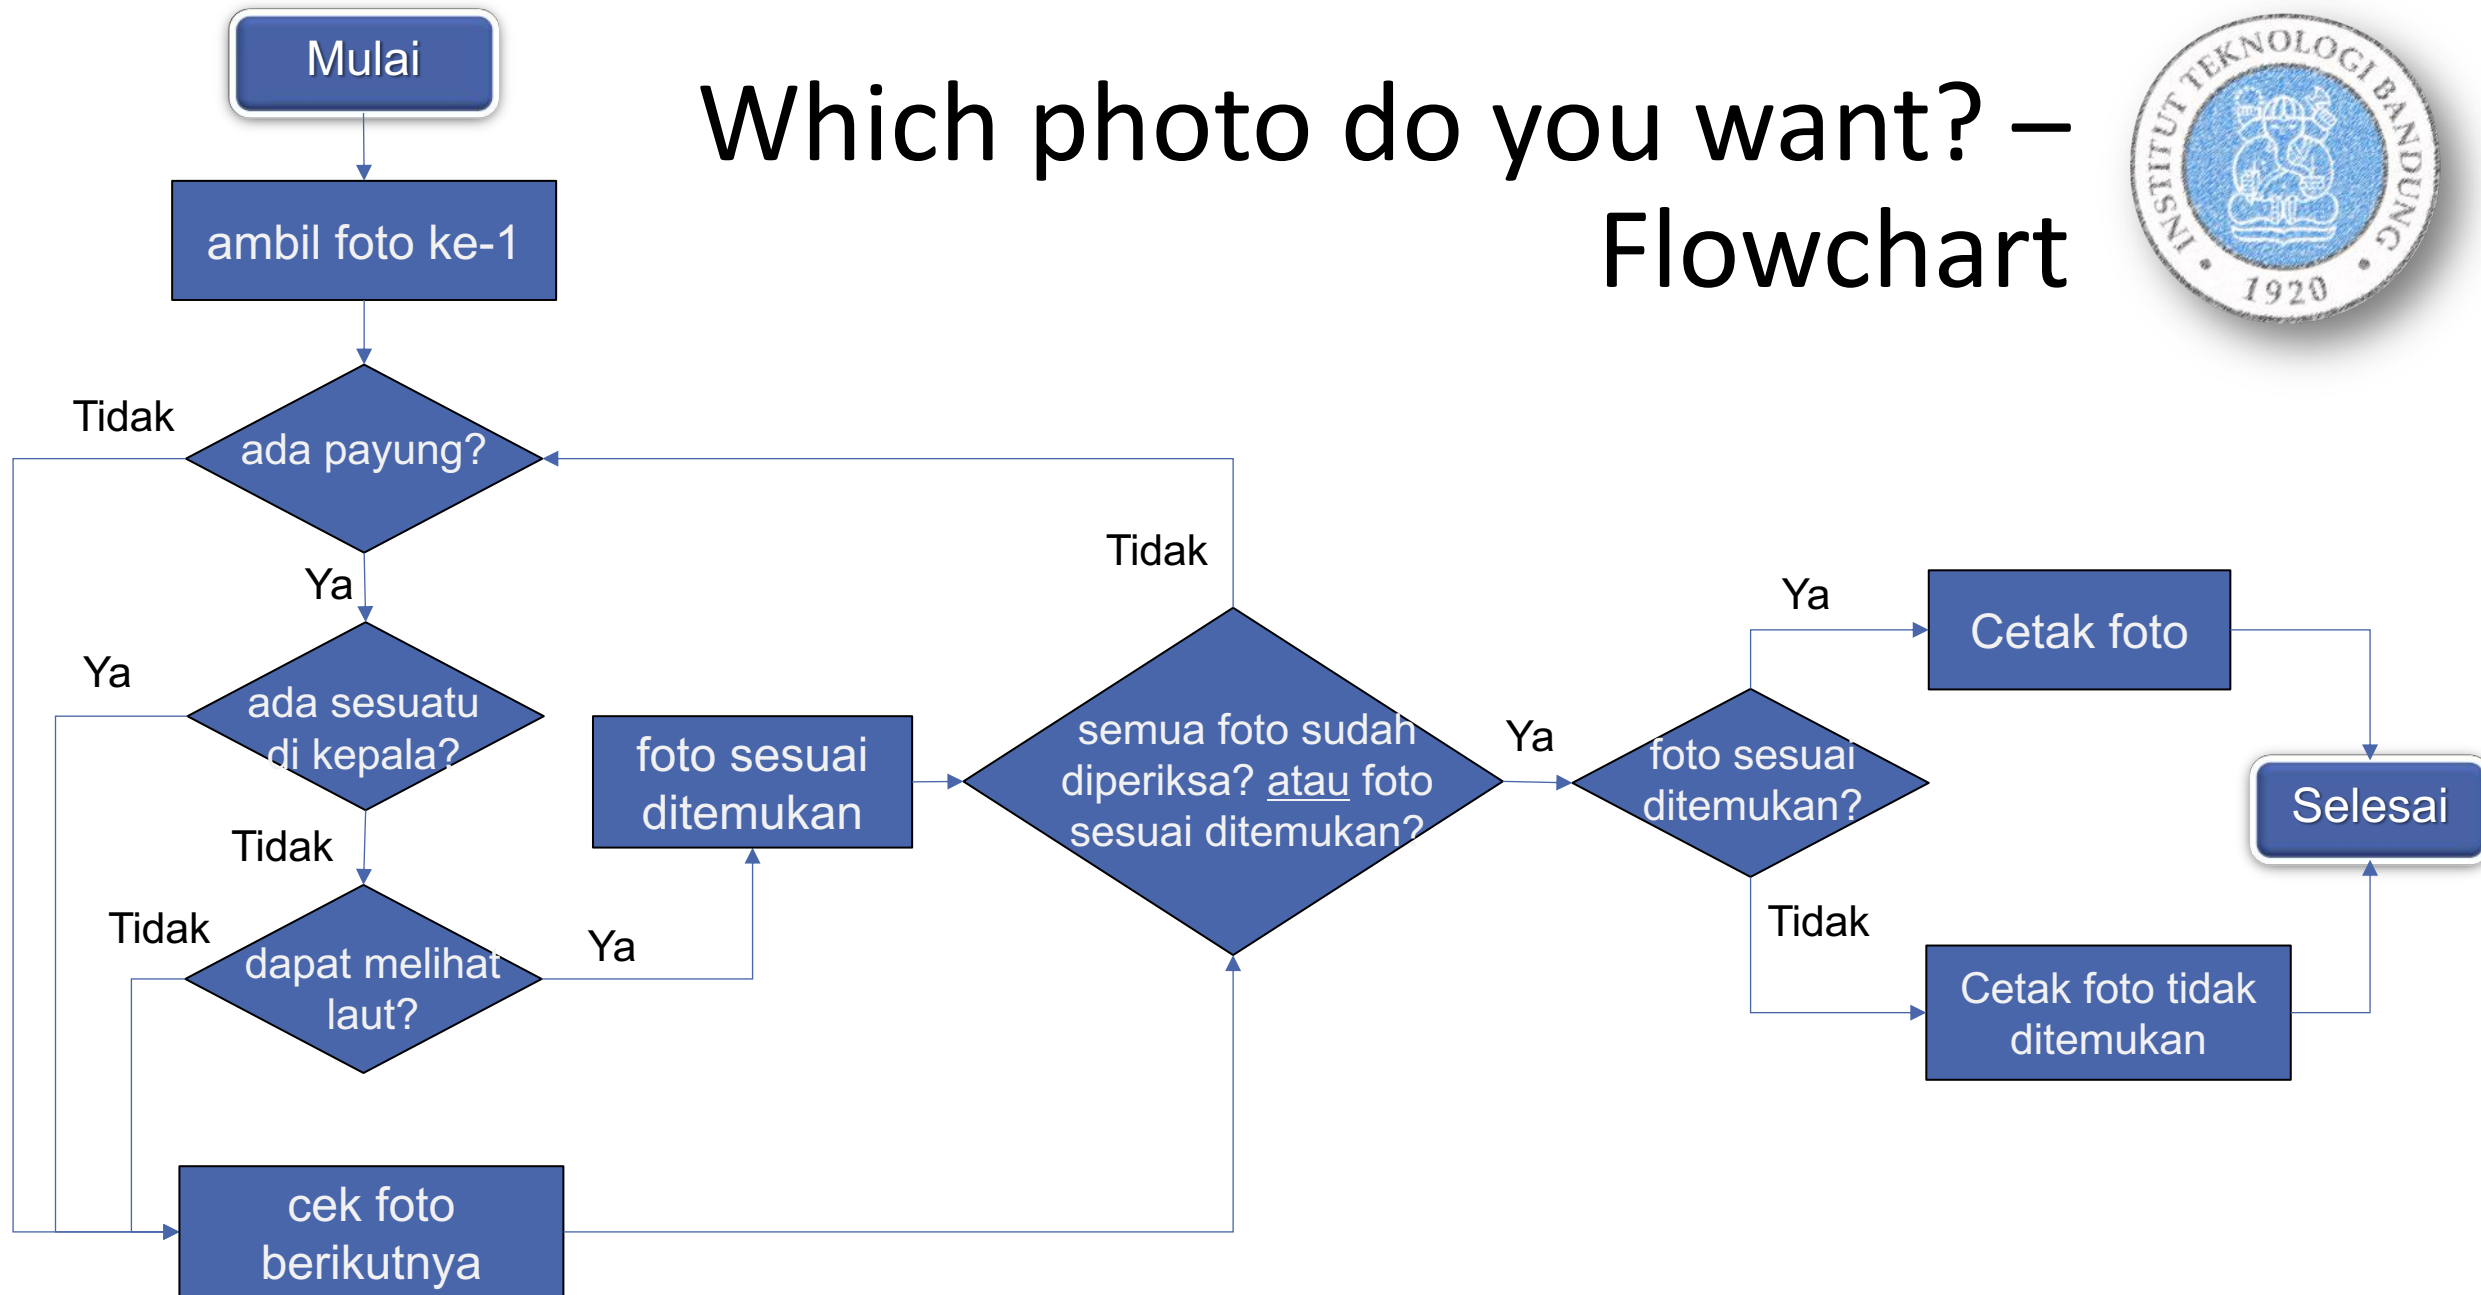 Mulai
Which photo do you want? –
Flowchart
INSTITUT TEKNOLOGI BANDUNG
1920
ambil foto ke-1
Tidak
ada payung?
Ya
Ya
ada sesuatu
di kepala?
Tidak
Tidak
dapat melihat
laut?
Ya
foto sesuai
ditemukan
cek foto
berikutnya
Tidak
semua foto sudah
diperiksa? atau foto
sesuai ditemukan?
Ya
foto sesuai
ditemukan?
Ya
Cetak foto
Tidak
Cetak foto tidak
ditemukan
Selesai